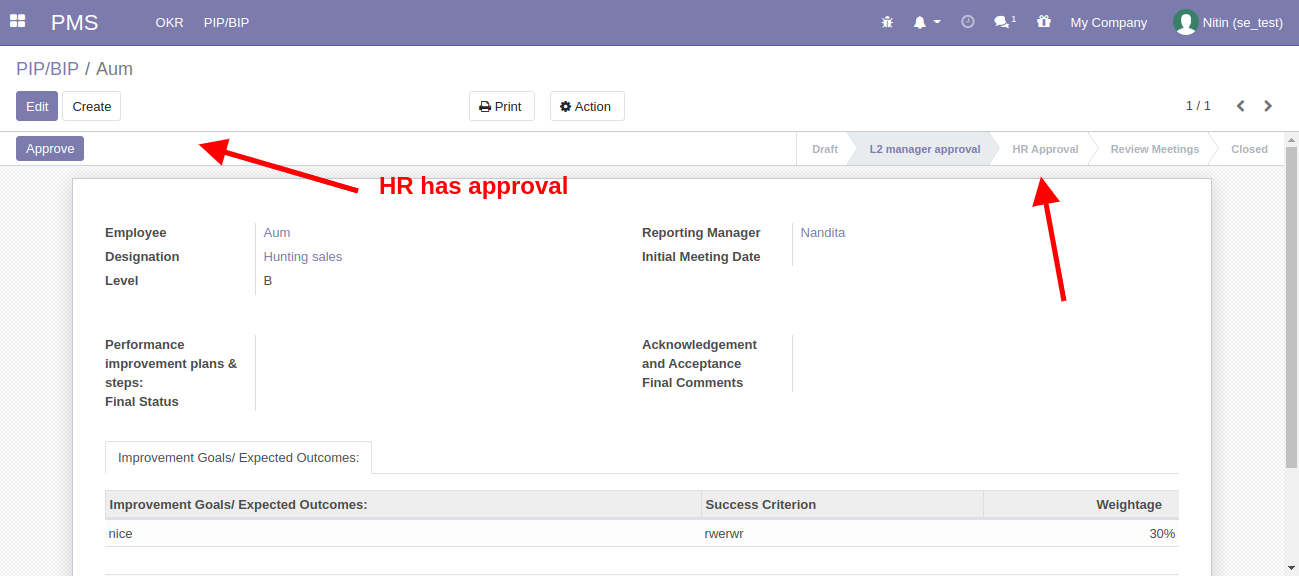 PMS OKR PIP/BIP 1 My Company Nitin (se_test)
PIP/BIP / Aum
Edit Create Print Action 1 / 1
Approve Draft L2 manager approval HR Approval Review Meetings Closed
HR has approval
Employee Aum Reporting Manager Nandita
Designation Hunting sales Initial Meeting Date
Level B
Performance Acknowledgement
improvement plans & and Acceptance
steps: Final Comments
Final Status
Improvement Goals/ Expected Outcomes:
Improvement Goals/ Expected Outcomes: Success Criterion Weightage
nice rwerwr 30%